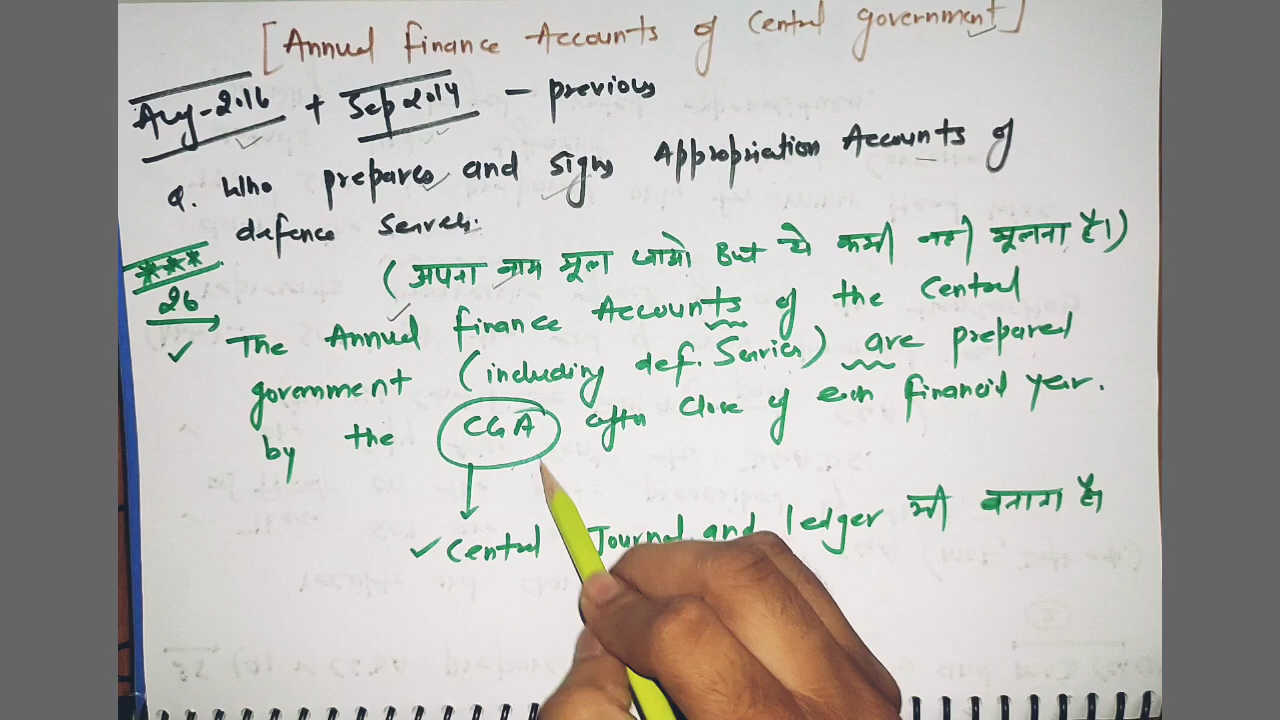 [Annual finance Accounts of Central government]
Aug-2016 + Sep 2014 - previous
Q. Who prepares and signs Appropriation Accounts of
defence
***
(अपना नाम भूल जाओ But ये कभी नहीं भूलना है।)
26
The Annual finance Accounts of the Central
government (including def. Services) are prepared
by the CGA after close of each financial year.
Central Journal and ledger भी बनाता है।